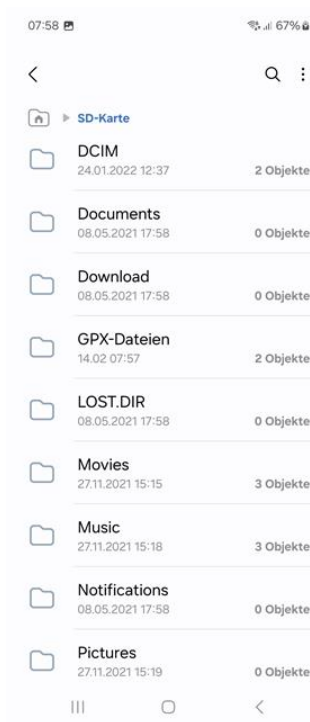 07:58
67%
SD-Karte
DCIM
24.01.2022 12:37 2 Objekte
Documents
08.05.2021 17:58 0 Objekte
Download
08.05.2021 17:58 0 Objekte
GPX-Dateien
14.02 07:57 2 Objekte
LOST.DIR
08.05.2021 17:58 0 Objekte
Movies
27.11.2021 15:15 3 Objekte
Music
27.11.2021 15:18 3 Objekte
Notifications
08.05.2021 17:58 0 Objekte
Pictures
27.11.2021 15:19 0 Objekte